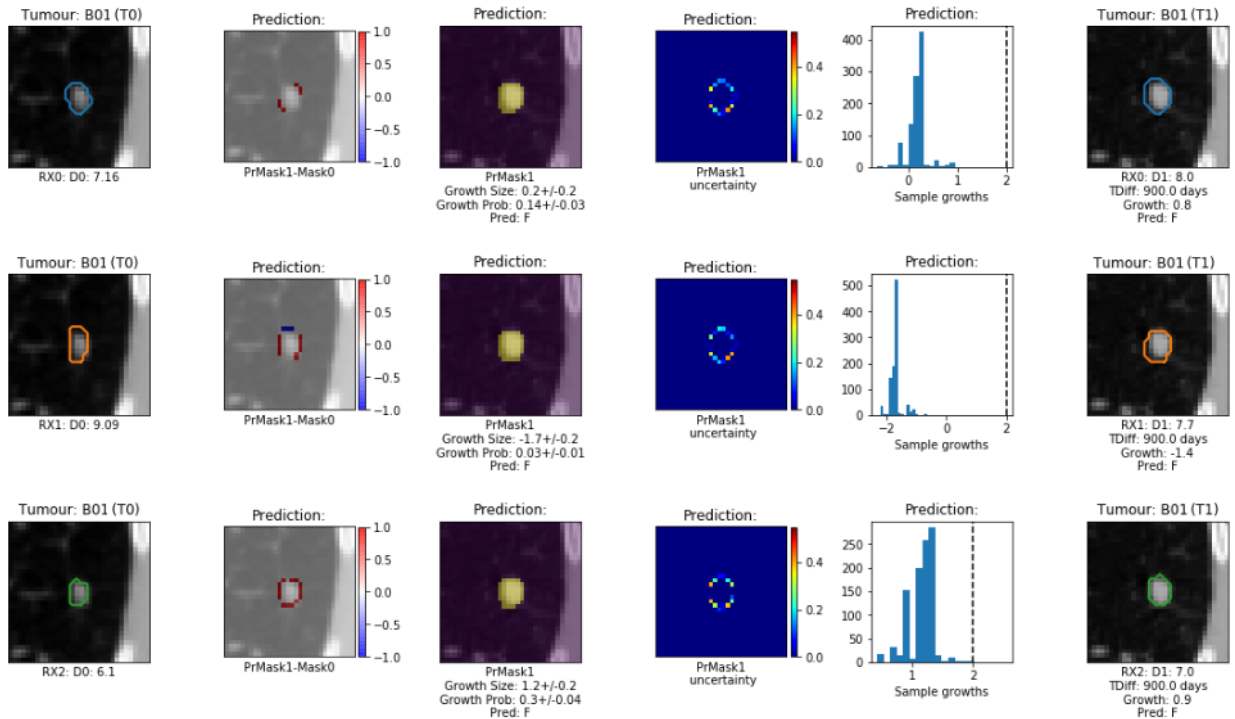 Tumour: B01 (T0)
Prediction:
Prediction:
Prediction:
Prediction:
Tumour: B01 (T1)
1.0
0.5
0.0
−0.5
−1.0
0.4
0.2
0.0
400
300
200
100
0
0 1 2
RX0: D0: 7.16
PrMask1-Mask0
PrMask1
Growth Size: 0.2+/-0.2
Growth Prob: 0.14+/-0.03
Pred: F
PrMask1
uncertainty
Sample growths
RX0: D1: 8.0
TDiff: 900.0 days
Growth: 0.8
Pred: F
Tumour: B01 (T0)
Prediction:
Prediction:
Prediction:
Prediction:
Tumour: B01 (T1)
1.0
0.5
0.0
−0.5
−1.0
0.4
0.2
0.0
500
400
300
200
100
0
−2 0 2
RX1: D0: 9.09
PrMask1-Mask0
PrMask1
Growth Size: -1.7+/-0.2
Growth Prob: 0.03+/-0.01
Pred: F
PrMask1
uncertainty
Sample growths
RX1: D1: 7.7
TDiff: 900.0 days
Growth: -1.4
Pred: F
Tumour: B01 (T0)
Prediction:
Prediction:
Prediction:
Prediction:
Tumour: B01 (T1)
1.0
0.5
0.0
−0.5
−1.0
0.4
0.2
0.0
250
200
150
100
50
0
1 2
RX2: D0: 6.1
PrMask1-Mask0
PrMask1
Growth Size: 1.2+/-0.2
Growth Prob: 0.3+/-0.04
Pred: F
PrMask1
uncertainty
Sample growths
RX2: D1: 7.0
TDiff: 900.0 days
Growth: 0.9
Pred: F